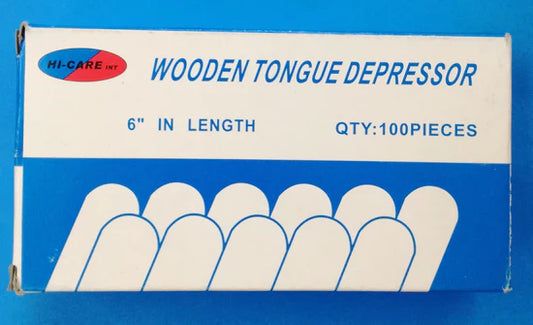 HI-CARE INT
WOODEN TONGUE DEPRESSOR
6" IN LENGTH
QTY:100PIECES